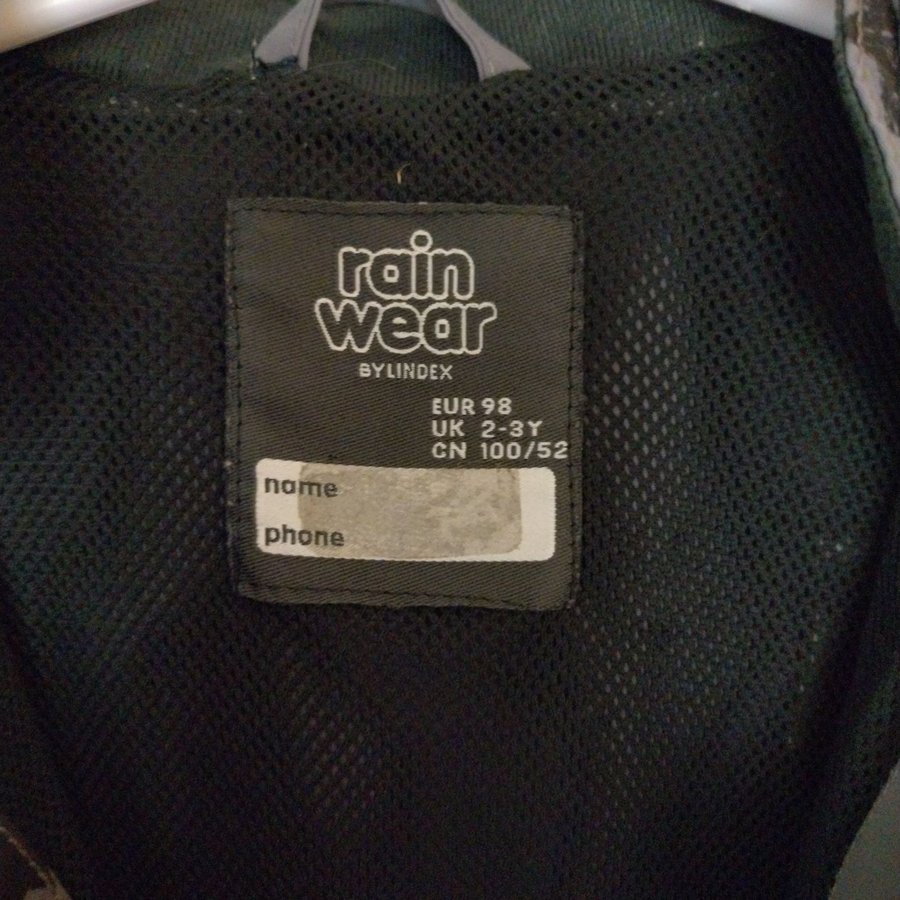 rain
wear
BYLINDEX
EUR 98
UK 2-3Y
CN 100/52
name
phone